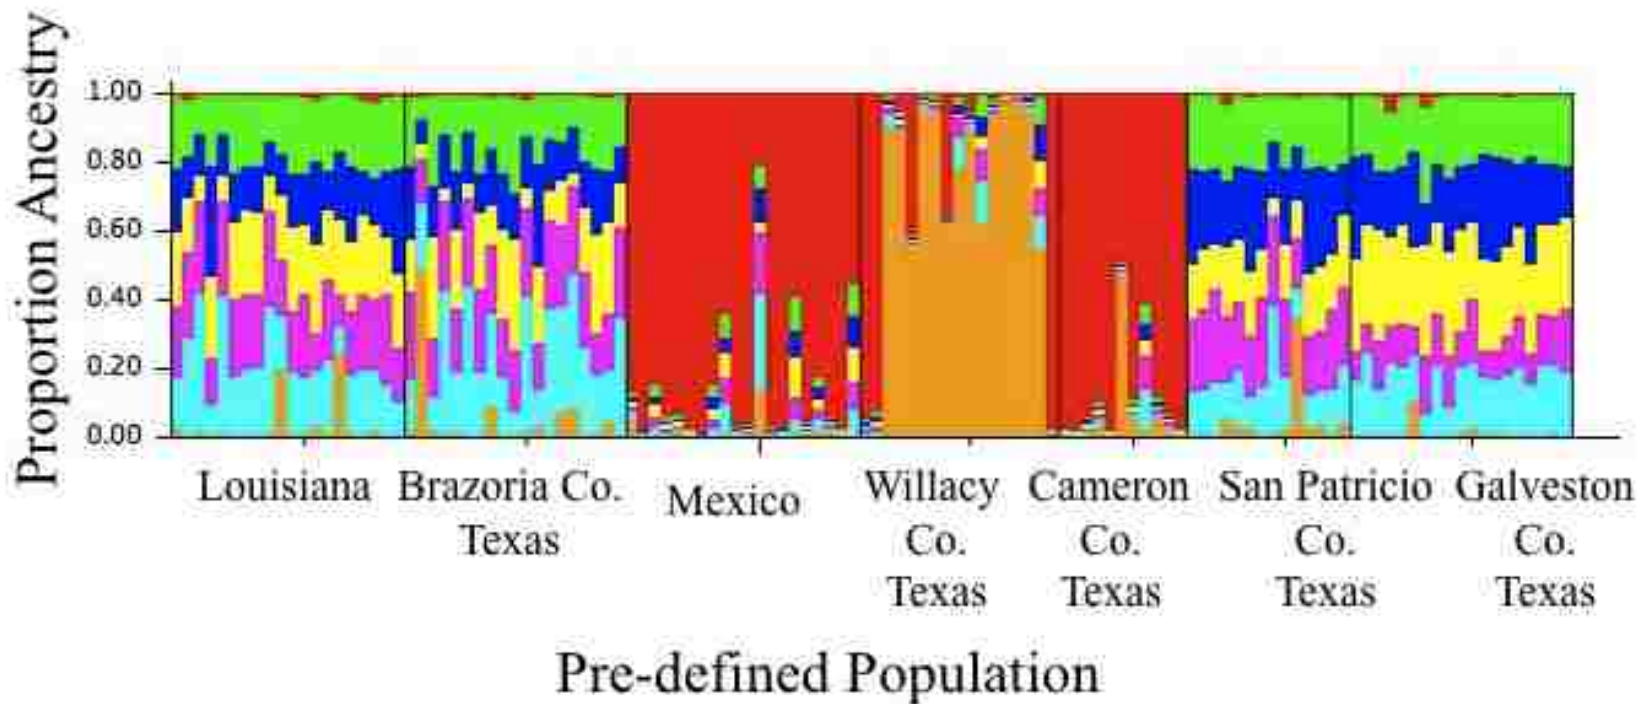 Proportion Ancestry
1.00
0.80
0.60
0.40
0.20
0.00
Louisiana
Brazoria Co.
Texas
Mexico
Willacy
Co.
Texas
Cameron
Co.
Texas
San Patricio
Co.
Texas
Galveston
Co.
Texas
Pre-defined Population